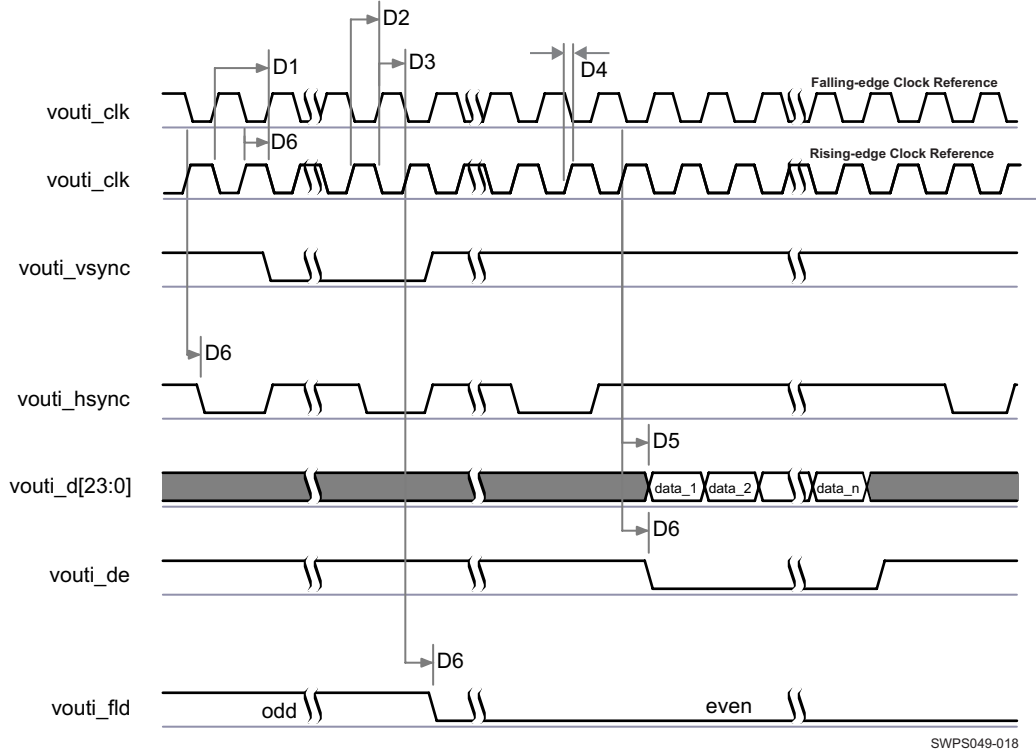 D2
D1
D3
D4
Falling-edge Clock Reference
vouti_clk
D6
Rising-edge Clock Reference
vouti_clk
vouti_vsync
D6
vouti_hsync
D5
vouti_d[23:0]
data_1 data_2 data_n
D6
vouti_de
D6
vouti_fld
odd even
SWPS049-018